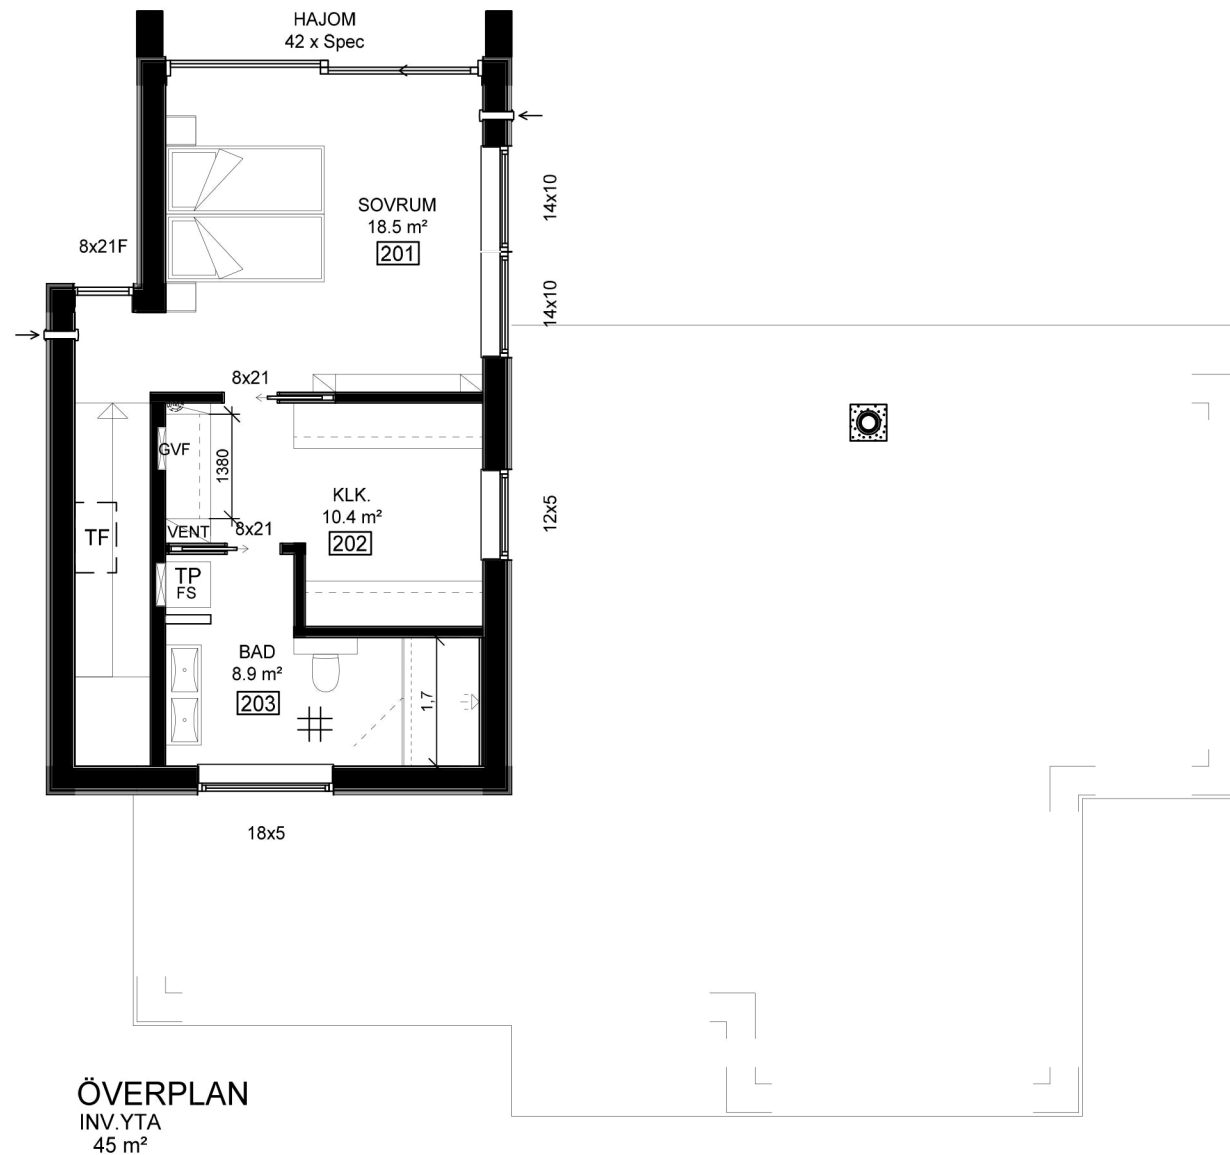 HAJOM
42 x Spec
14x10
SOVRUM
18.5 m²
201
8x21F
14x10
8x21
GVF
1380
KLK.
10.4 m²
202
12x5
TF
VENT
8x21
TP
FS
BAD
8.9 m²
203
1,7
18x5
ÖVERPLAN
INV.YTA
45 m²